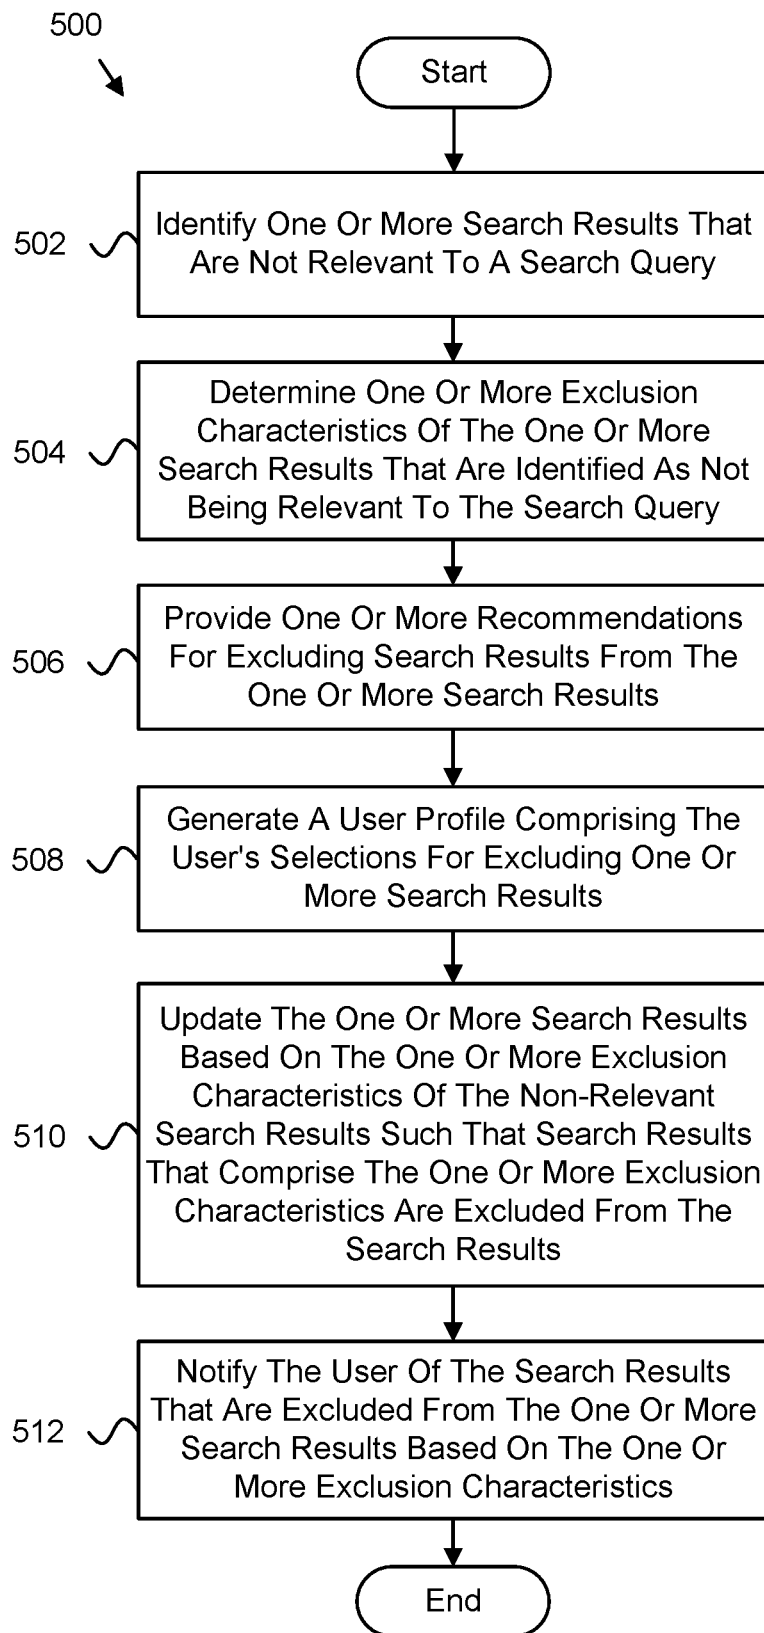 500
Start
502
Identify One Or More Search Results That
Are Not Relevant To A Search Query
504
Determine One Or More Exclusion
Characteristics Of The One Or More
Search Results That Are Identified As Not
Being Relevant To The Search Query
506
Provide One Or More Recommendations
For Excluding Search Results From The
One Or More Search Results
508
Generate A User Profile Comprising The
User's Selections For Excluding One Or
More Search Results
510
Update The One Or More Search Results
Based On The One Or More Exclusion
Characteristics Of The Non-Relevant
Search Results Such That Search Results
That Comprise The One Or More Exclusion
Characteristics Are Excluded From The
Search Results
512
Notify The User Of The Search Results
That Are Excluded From The One Or More
Search Results Based On The One Or
More Exclusion Characteristics
End